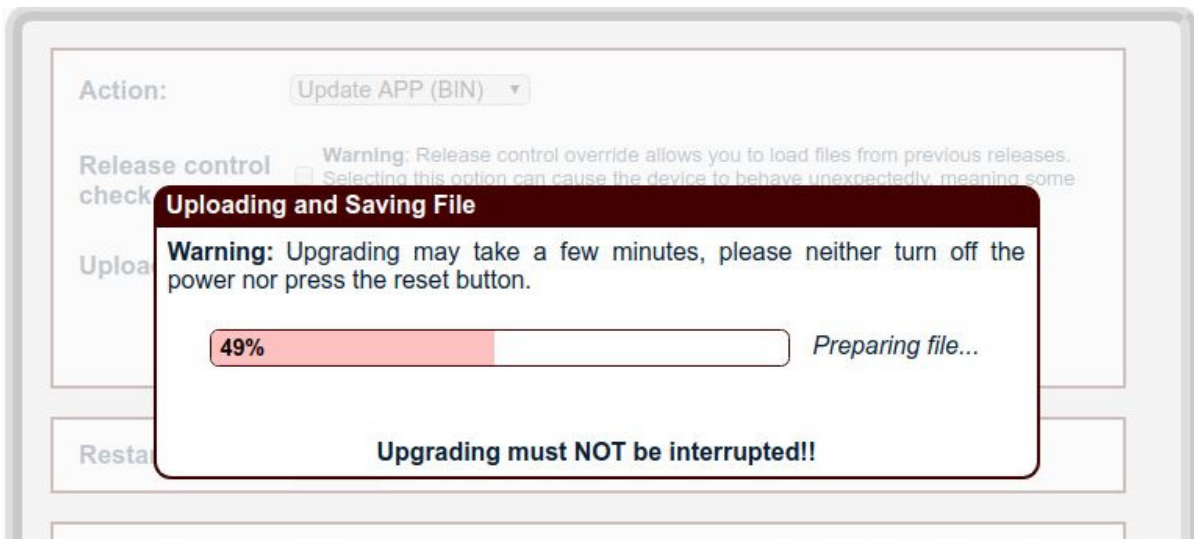 Action: Update APP (BIN)
Release control check
Warning: Release control override allows you to load files from previous releases.
Selecting this option can cause the device to behave unexpectedly, meaning some
Uploading and Saving File
Warning: Upgrading may take a few minutes, please neither turn off the
power nor press the reset button.
49% Preparing file...
Upgrading must NOT be interrupted!!